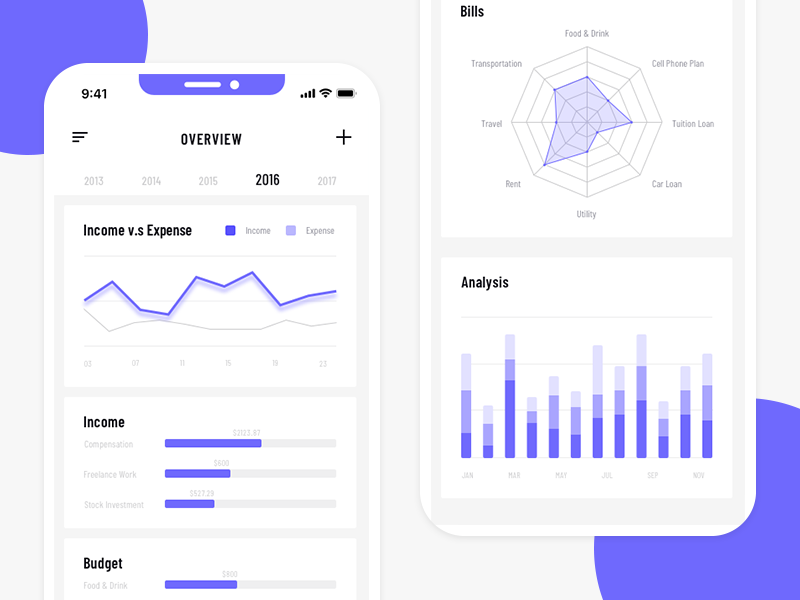 9:41
OVERVIEW
2013 2014 2015 2016 2017
Income v.s Expense
Income Expense
03 07 11 15 19 23
Income
$3123.67
Compensation
$600
Freelance Work
$523.29
Stock Investment
Budget
$800
Food & Drink
Bills
Food & Drink
Transportation Cell Phone Plan
Travel Tuition Loan
Rent Car Loan
Utility
Analysis
JAN MAR MAY JUL SEP NOV